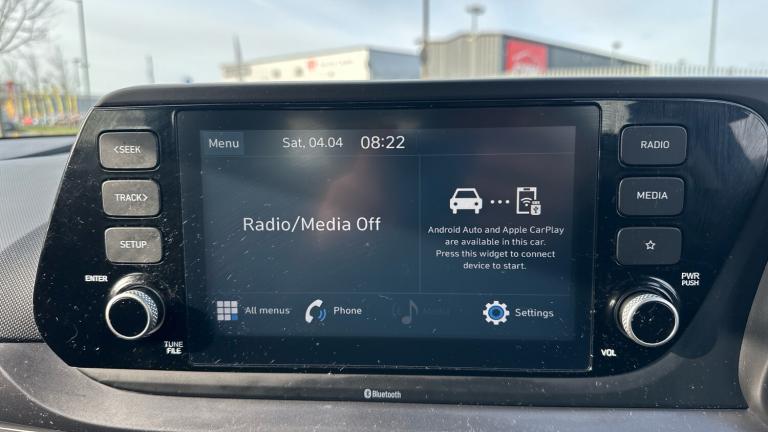 <SEEK
TRACK>
SETUP
ENTER
TUNE
FILE
Menu
Sat, 04.04
08:22
Radio/Media Off
Android Auto and Apple CarPlay
are available in this car.
Press this widget to connect
device to start.
All menus
Phone
Media
Settings
RADIO
MEDIA
PWR
PUSH
VOL
Bluetooth